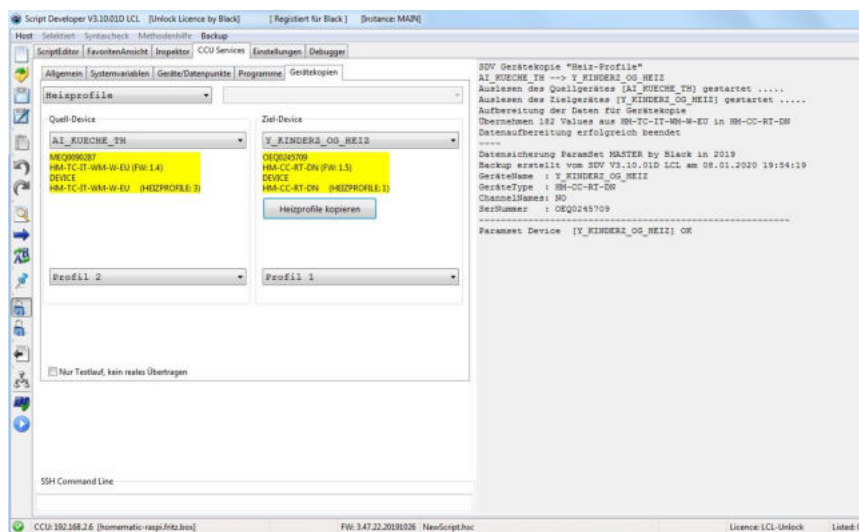 Script Developer V3.10.01D LCL [Unlock Licence by Black] [ Registiert für Black ] [Instance: MAIN]
Host Selektiert Syntaxcheck Methodenhilfe Backup
ScriptEditor FavoritenAnsicht Inspektor CCU Services Einstellungen Debugger
Allgemein Systemvariablen Geräte/Datenpunkte Programme Gerätekopien
Heizprofile
Quell-Device Ziel-Device
AI_KUECHE_TH Y_KINDERZ_OG_HEIZ
MEQ0090287 OEQ0245709
HM-TC-IT-WM-W-EU (FW: 1.4) HM-CC-RT-DN (FW: 1.5)
DEVICE DEVICE
HM-TC-IT-WM-W-EU (HEIZPROFILE: 3) HM-CC-RT-DN (HEIZPROFILE: 1)
Heizprofile kopieren
Profil 2 Profil 1
Nur Testlauf, kein reales Übertragen
SSH Command Line
SDV Gerätekopie "Heiz-Profile"
AI_KUECHE_TH --> Y_KINDERZ_OG_HEIZ
Auslesen des Quellgerätes [AI_KUECHE_TH] gestartet .....
Auslesen des Zielgerätes [Y_KINDERZ_OG_HEIZ] gestartet .....
Aufbereitung der Daten für Gerätekopie
Übernehmen 182 Values aus HM-TC-IT-WM-W-EU in HM-CC-RT-DN
Datenaufbereitung erfolgreich beendet
----
Datensicherung ParamSet MASTER by Black in 2019
Backup erstellt vom SDV V3.10.01D LCL am 08.01.2020 19:54:19
GeräteName : Y_KINDERZ_OG_HEIZ
GeräteType : HM-CC-RT-DN
ChannelNames: NO
SerNummer : OEQ0245709
------------------------------------------------------------
Paramset Device [Y_KINDERZ_OG_HEIZ] OK
CCU: 192.168.2.6 [homematic-raspi.fritz.box] FW: 3.47.22.20191026 NewScript.hsc Licence: LCL-Unlock Listed: